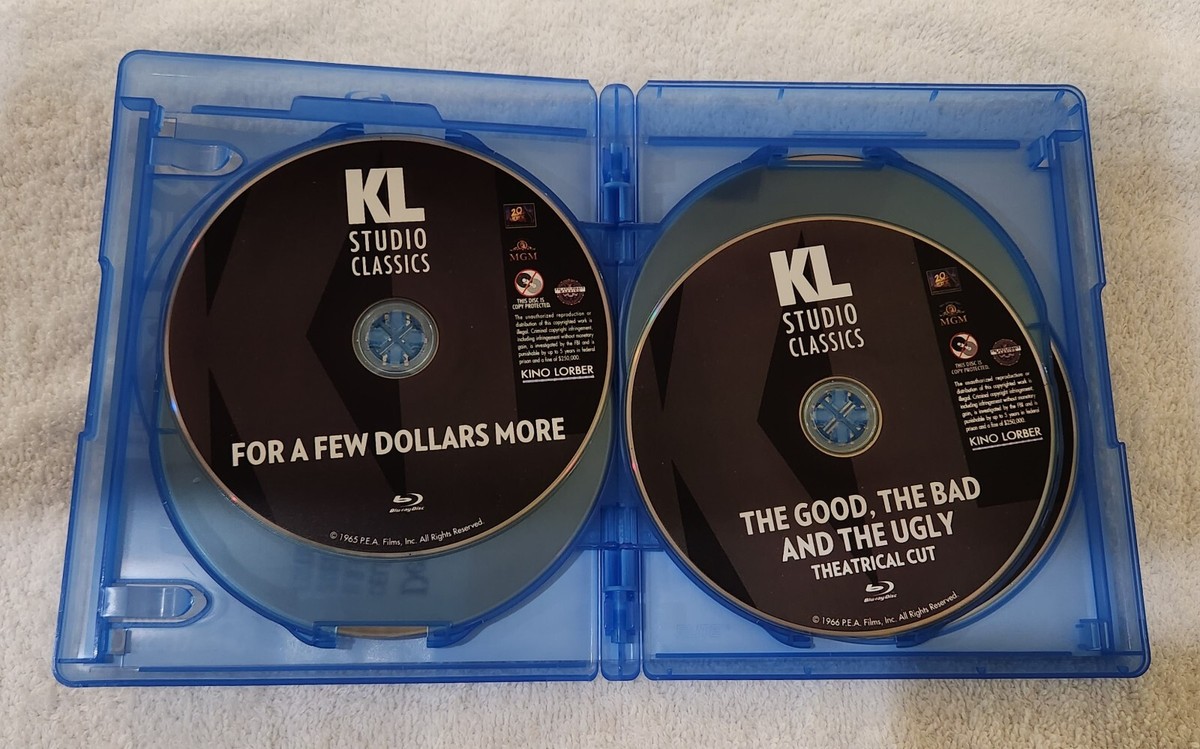 KL
STUDIO
CLASSICS
20
MGM
THIS DISC IS
COPY PROTECTED.
The unauthorized reproduction or
distribution of this copyrighted work is
illegal. Criminal copyright infringement,
including infringement without monetary
gain, is investigated by the FBI and is
punishable by up to 5 years in federal
prison and a fine of $250,000.
KINO LORBER
FOR A FEW DOLLARS MORE
Blu-ray Disc
© 1965 P.E.A. Films, Inc. All Rights Reserved.
KL
STUDIO
CLASSICS
20
MGM
THIS DISC IS
COPY PROTECTED.
The unauthorized reproduction or
distribution of this copyrighted work is
illegal. Criminal copyright infringement,
including infringement without monetary
gain, is investigated by the FBI and is
punishable by up to 5 years in federal
prison and a fine of $250,000.
KINO LORBER
THE GOOD, THE BAD
AND THE UGLY
THEATRICAL CUT
Blu-ray Disc
© 1966 P.E.A. Films, Inc. All Rights Reserved.